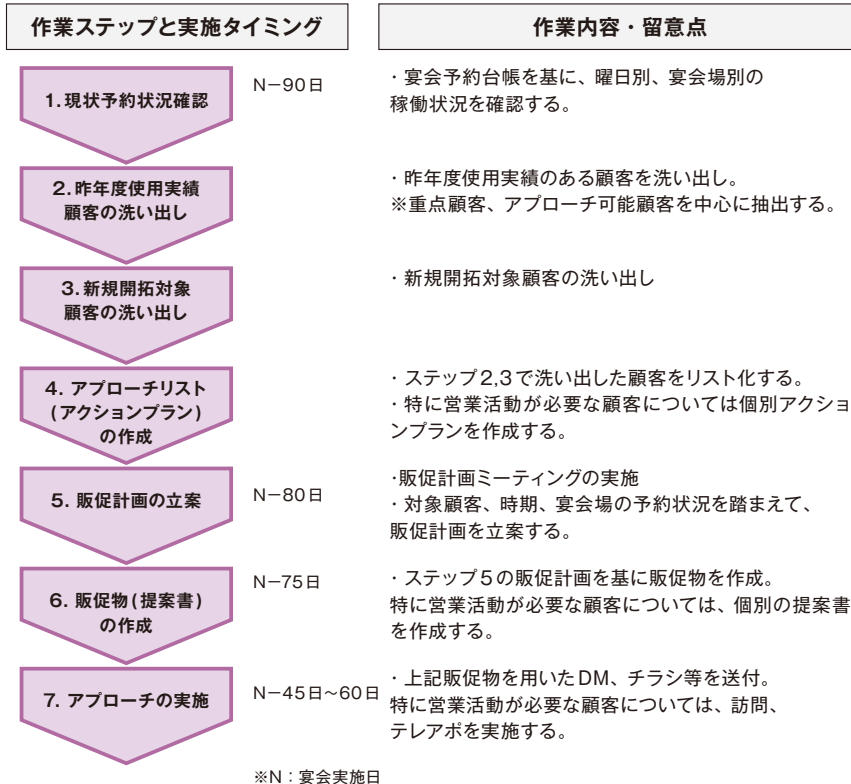 作業ステップと実施タイミング
作業内容・留意点
1.現状予約状況確認
N−90日
・宴会予約台帳を基に、曜日別、宴会場別の
稼働状況を確認する。
2.昨年度使用実績
顧客の洗い出し
・昨年度使用実績のある顧客を洗い出し。
※重点顧客、アプローチ可能顧客を中心に抽出する。
3.新規開拓対象
顧客の洗い出し
・新規開拓対象顧客の洗い出し
4. アプローチリスト
(アクションプラン)
の作成
・ステップ2,3で洗い出した顧客をリスト化する。
・特に営業活動が必要な顧客については個別アクショ
ンプランを作成する。
5. 販促計画の立案
N−80日
・販促計画ミーティングの実施
・対象顧客、時期、宴会場の予約状況を踏まえて、
販促計画を立案する。
6. 販促物(提案書)
の作成
N−75日
・ステップ5の販促計画を基に販促物を作成。
特に営業活動が必要な顧客については、個別の提案書
を作成する。
7. アプローチの実施
N−45日~60日
・上記販促物を用いたDM、チラシ等を送付。
特に営業活動が必要な顧客については、訪問、
テレアポを実施する。
※N：宴会実施日